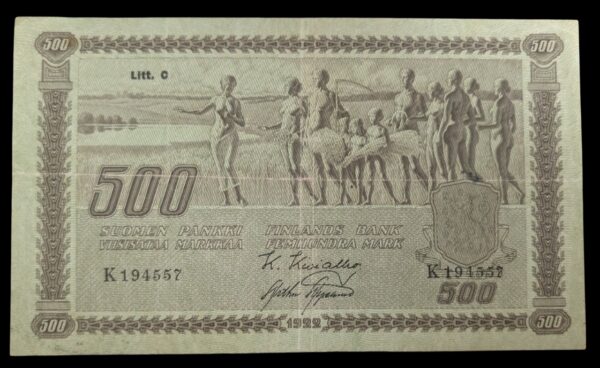 500 500
Litt. C
500
SUOMEN PANKKI FINLANDS BANK
VIISISATAA MARKKAA FEMHUNDRA MARK
K194557 K194557
500
500 1922 500